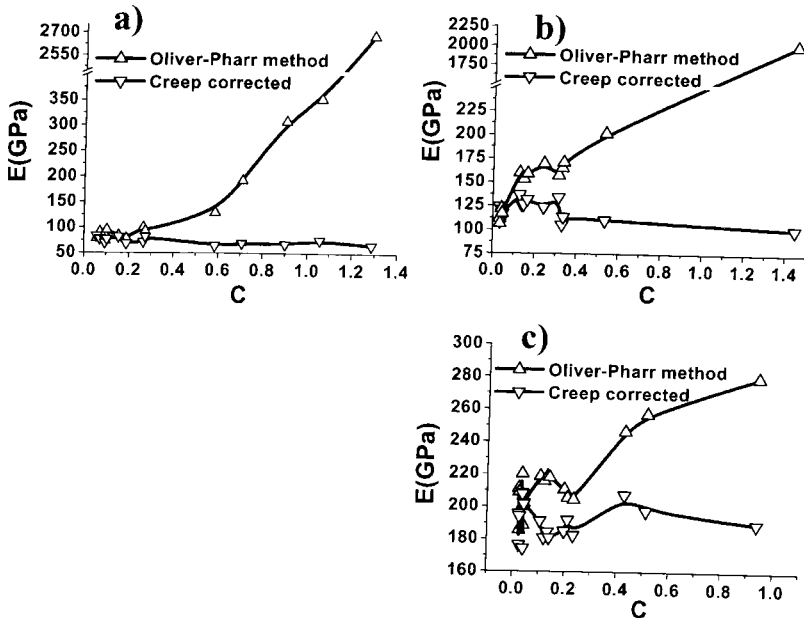 a)
2700
2550
Oliver-Pharr method
Creep corrected
350
300
250
200
150
100
50
E(GPa)
0.0 0.2 0.4 0.6 0.8 1.0 1.2 1.4
C
b)
2250
2000
1750
Oliver-Pharr method
Creep corrected
225
200
175
150
125
100
75
E(GPa)
0.0 0.2 0.4 0.6 0.8 1.0 1.2 1.4
C
c)
300
Oliver-Pharr method
280
Creep corrected
260
240
220
200
180
160
E(GPa)
0.0 0.2 0.4 0.6 0.8 1.0
C